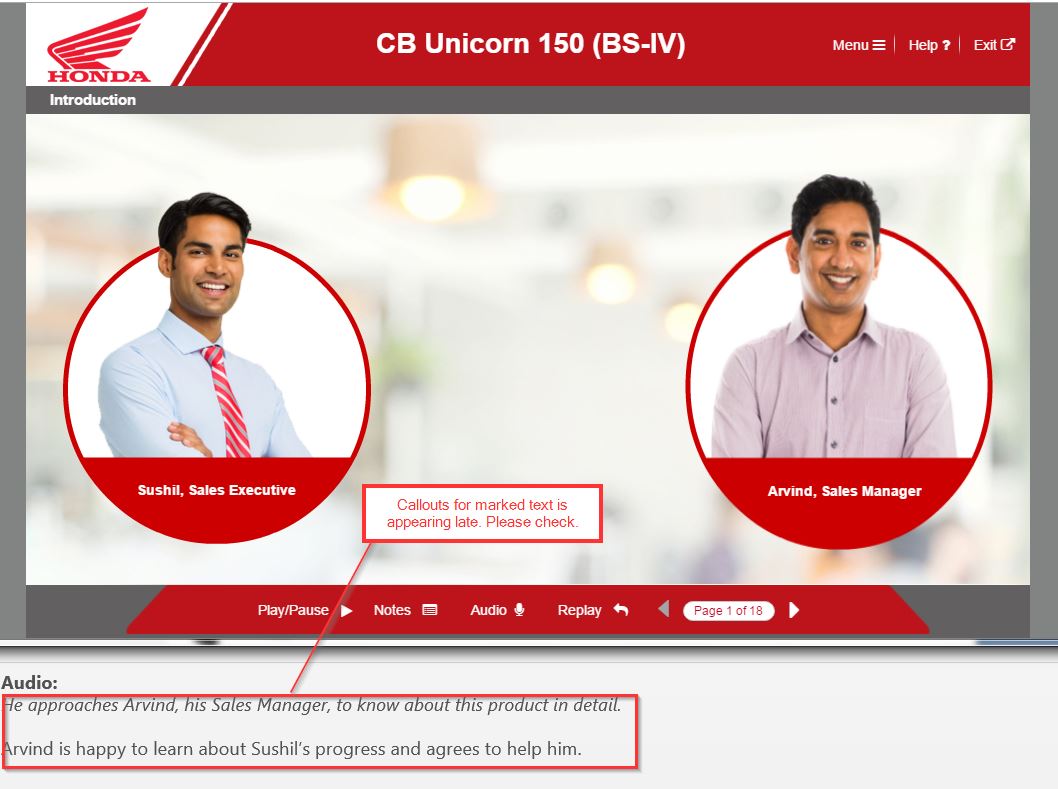 HONDA
CB Unicorn 150 (BS-IV)
Menu
Help ?
Exit
Introduction
Sushil, Sales Executive
Arvind, Sales Manager
Callouts for marked text is
appearing late. Please check.
Play/Pause
Notes
Audio
Replay
Page 1 of 18
Audio:
He approaches Arvind, his Sales Manager, to know about this product in detail.
Arvind is happy to learn about Sushil's progress and agrees to help him.